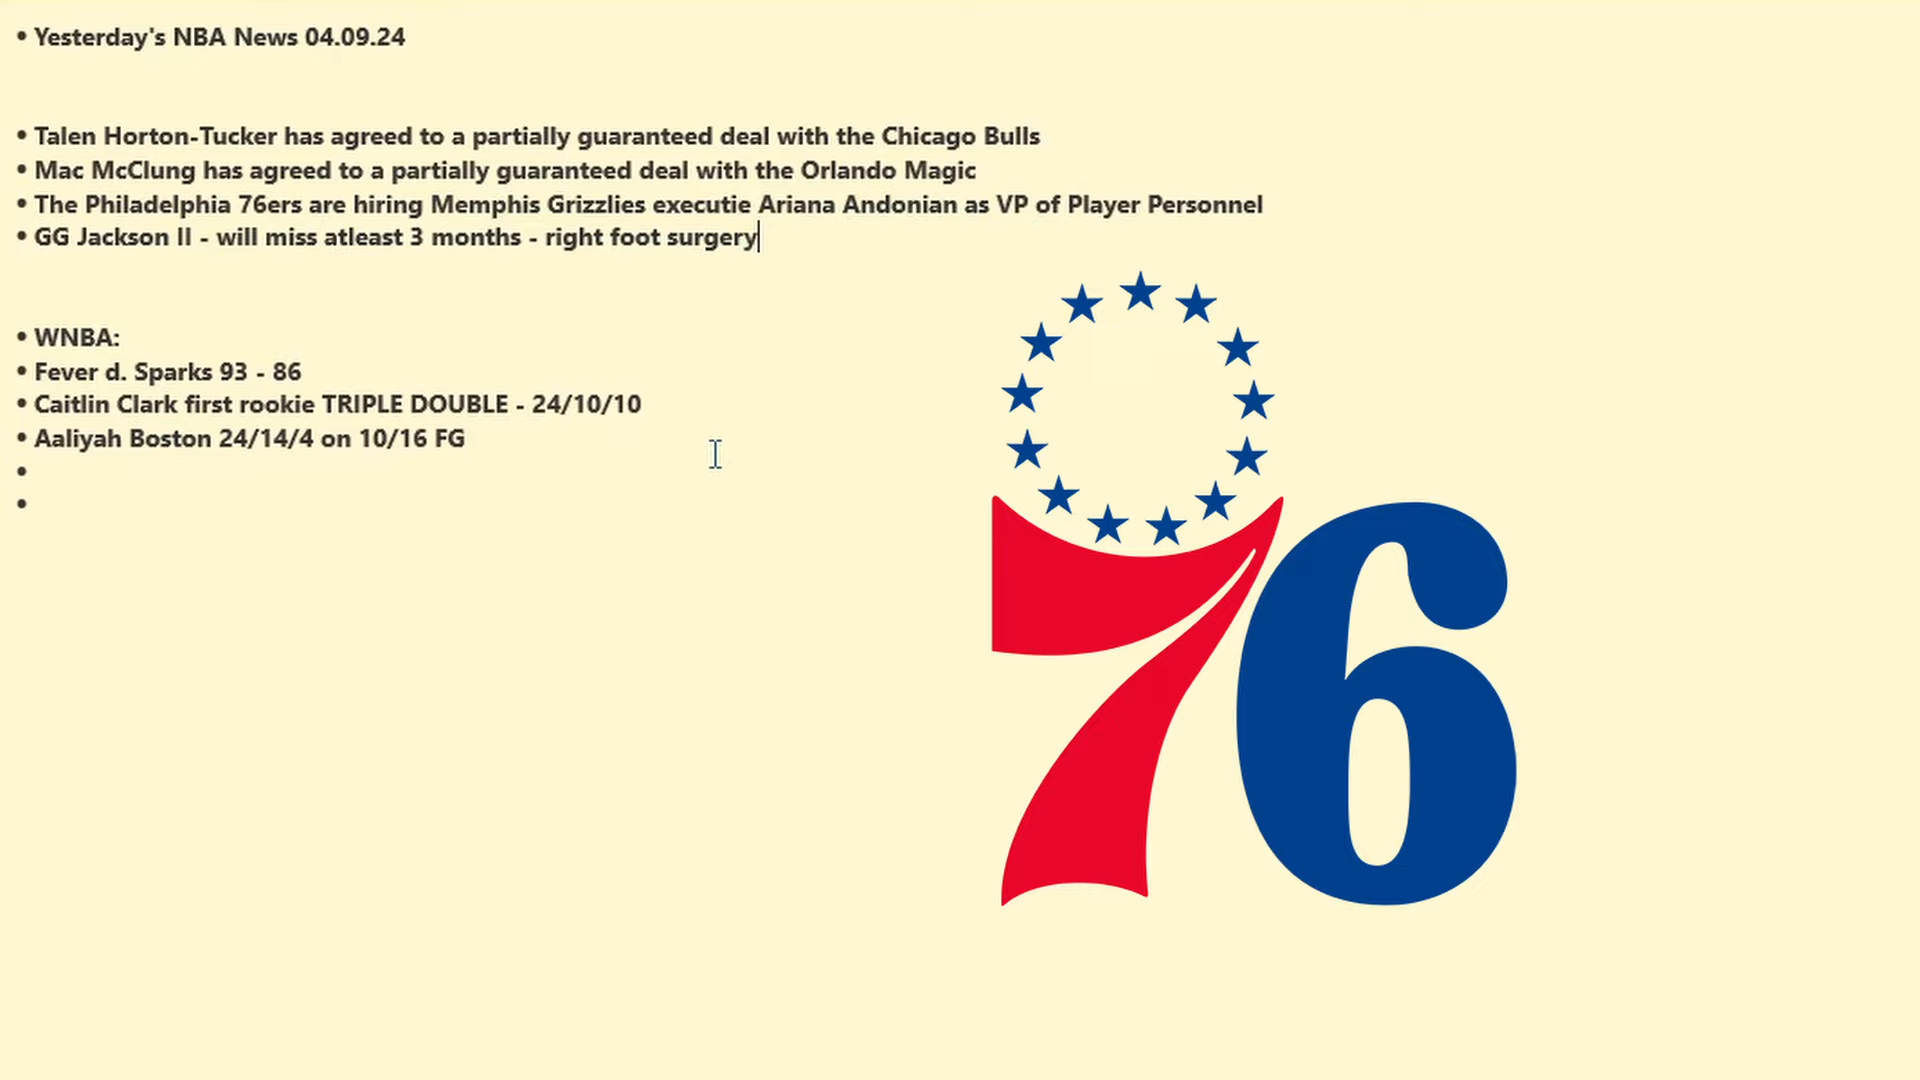 • Yesterday's NBA News 04.09.24
• Talen Horton-Tucker has agreed to a partially guaranteed deal with the Chicago Bulls
• Mac McClung has agreed to a partially guaranteed deal with the Orlando Magic
• The Philadelphia 76ers are hiring Memphis Grizzlies executie Ariana Andonian as VP of Player Personnel
• GG Jackson II - will miss atleast 3 months - right foot surgery
• WNBA:
• Fever d. Sparks 93 - 86
• Caitlin Clark first rookie TRIPLE DOUBLE - 24/10/10
• Aaliyah Boston 24/14/4 on 10/16 FG
•
•
76